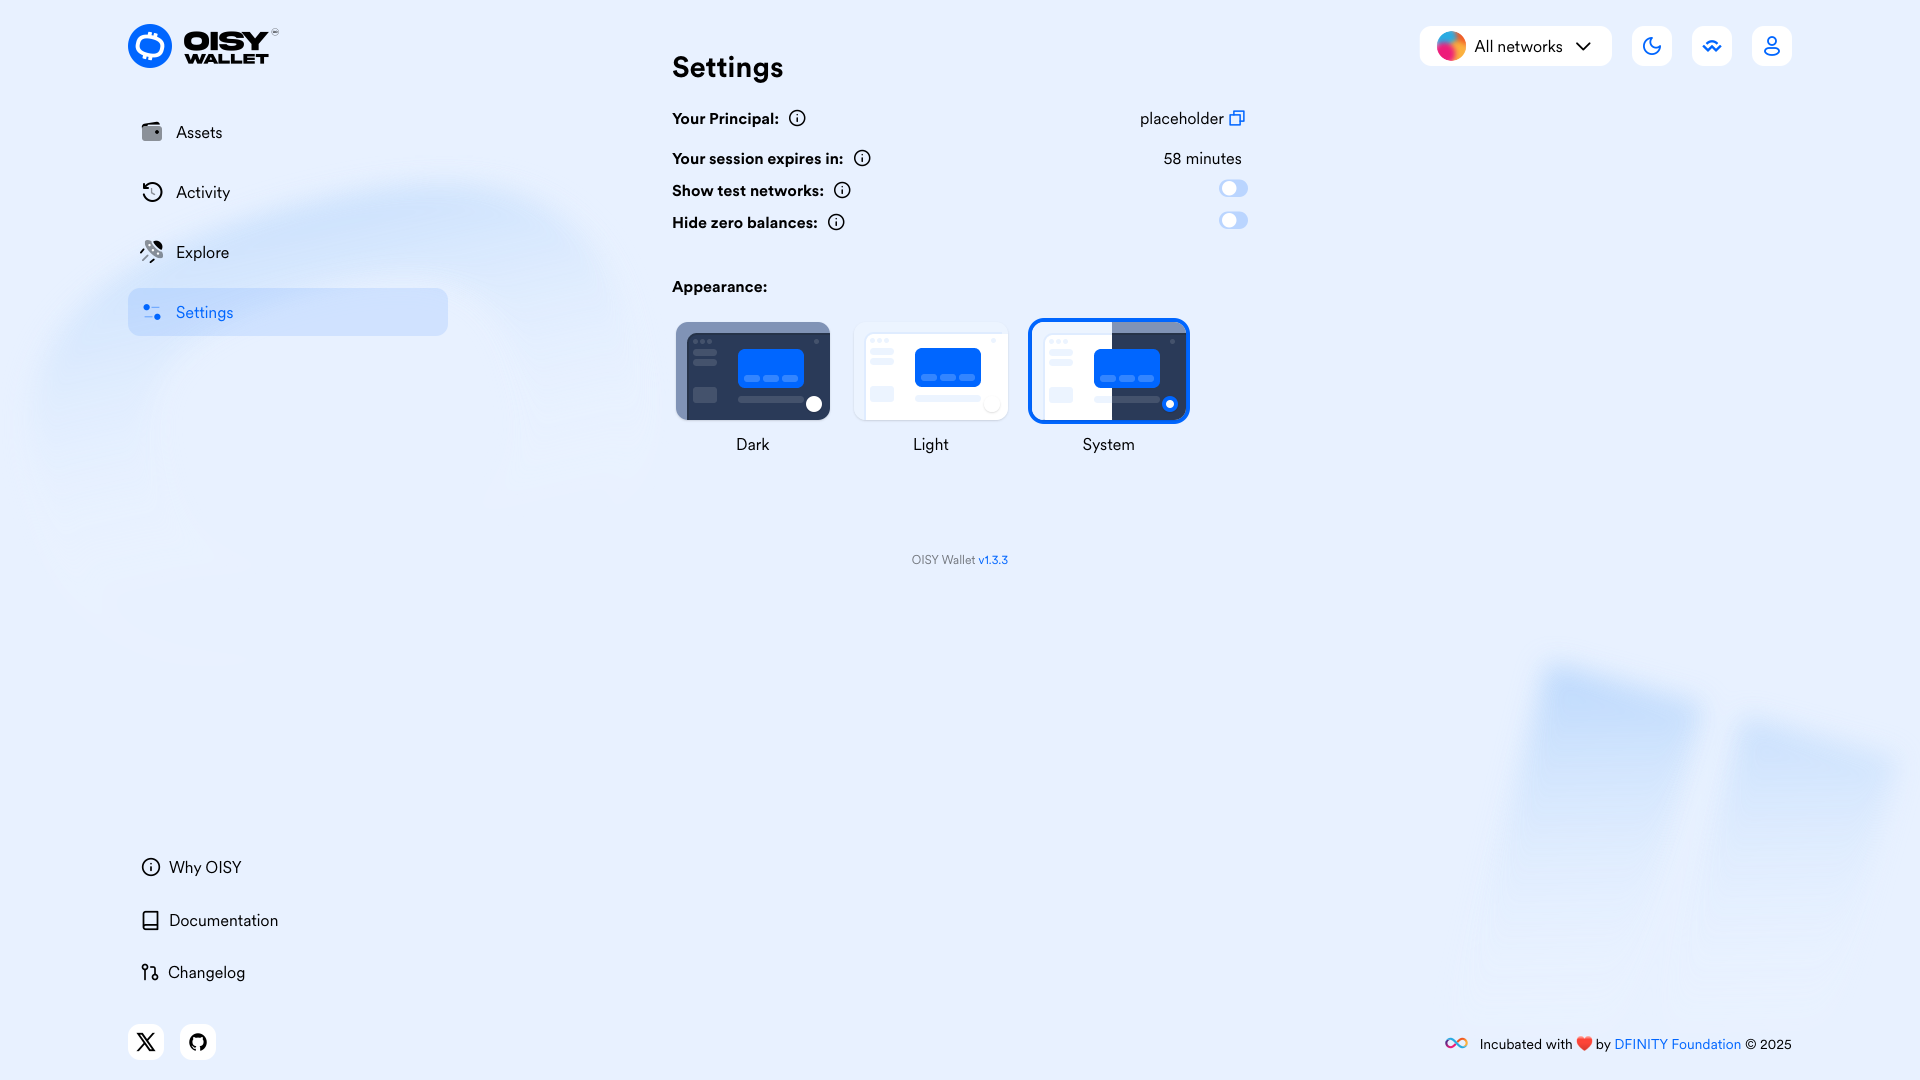 OISY
WALLET
All networks
Settings
Your Principal:
placeholder
Assets
Your session expires in:
58 minutes
Show test networks:
Activity
Hide zero balances:
Explore
Appearance:
Settings
Dark
Light
System
OISY Wallet v1.3.3
Why OISY
Documentation
Changelog
Incubated with ❤️ by DFINITY Foundation © 2025